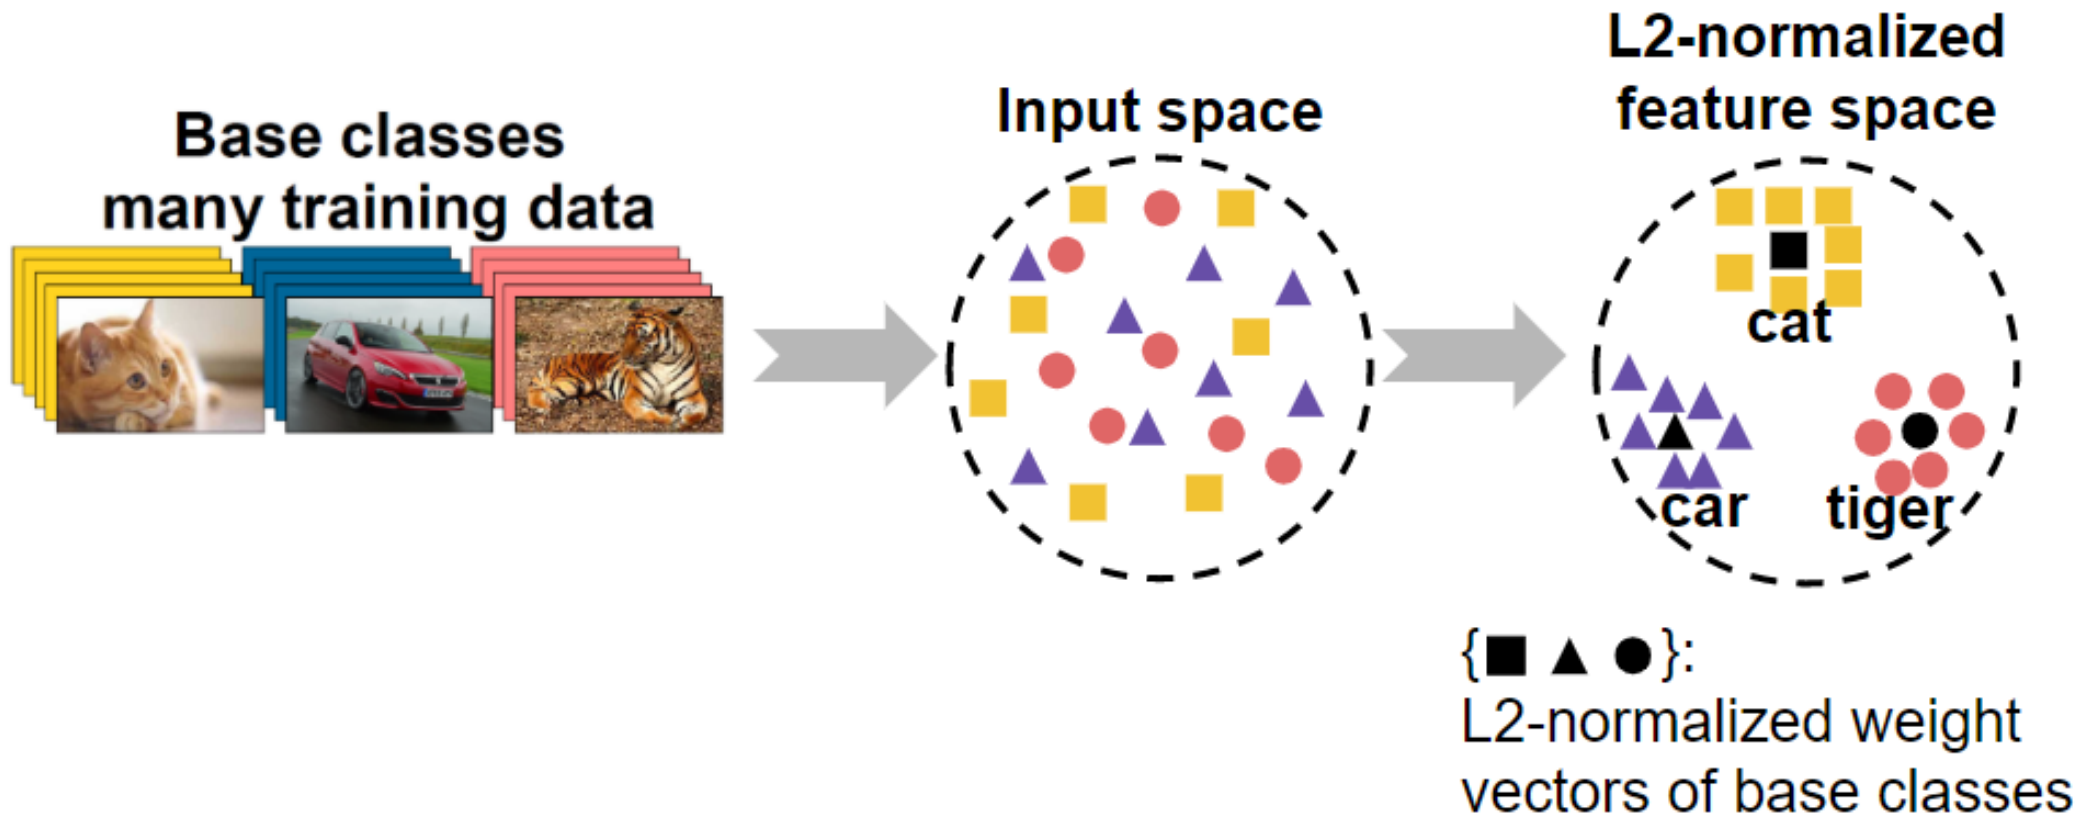 Base classes
many training data
Input space
L2-normalized
feature space
cat
car
tiger
{■ ▲ ●}:
L2-normalized weight
vectors of base classes